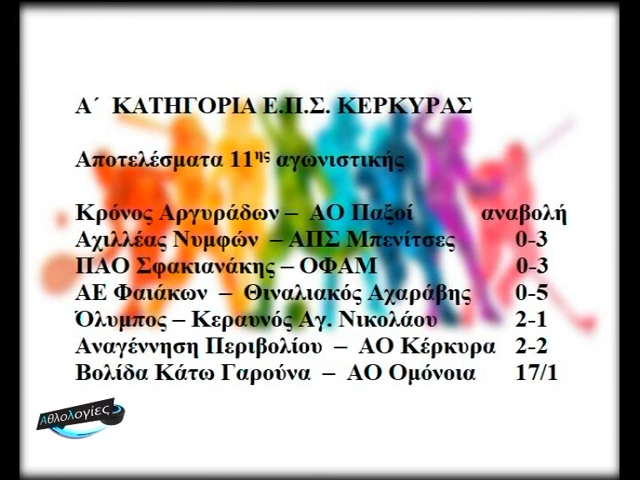 Α΄ ΚΑΤΗΓΟΡΙΑ Ε.Π.Σ. ΚΕΡΚΥΡΑΣ
Αποτελέσματα 11ης αγωνιστικής
Κρόνος Αργυράδων – ΑΟ Παξοί αναβολή
Αχιλλέας Νυμφών – ΑΠΣ Μπενίτσες 0-3
ΠΑΟ Σφακιανάκης – ΟΦΑΜ 0-3
ΑΕ Φαιάκων – Θιναλιακός Αχαράβης 0-5
Όλυμπος – Κεραυνός Αγ. Νικολάου 2-1
Αναγέννηση Περιβολίου – ΑΟ Κέρκυρα 2-2
Βολίδα Κάτω Γαρούνα – ΑΟ Ομόνοια 17/1
Αθλολογίες